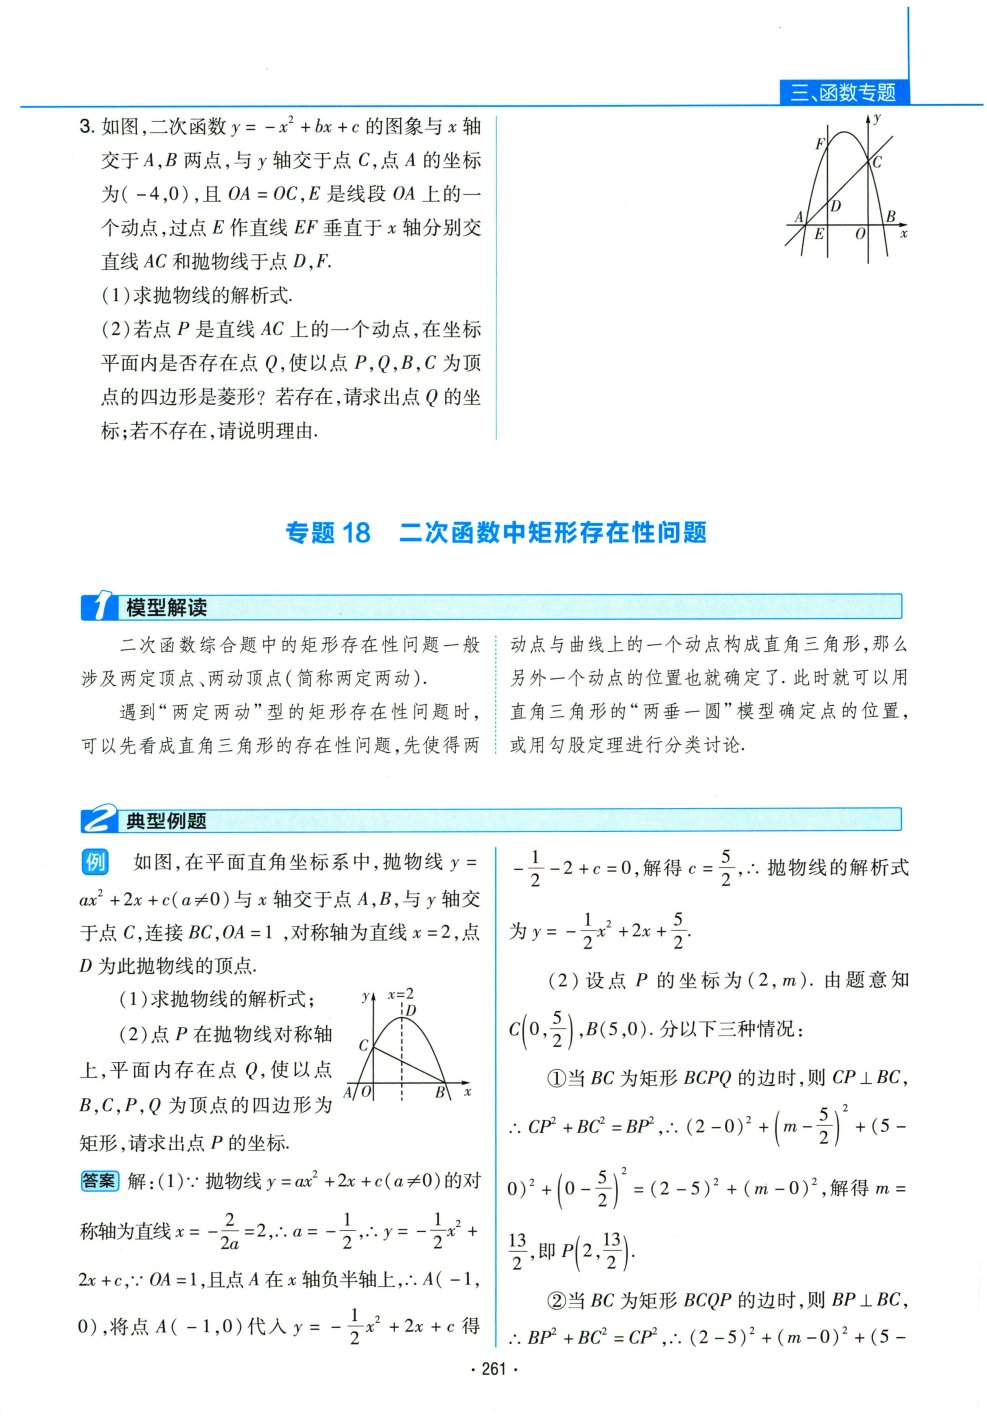 三、函数专题
3. 如图,二次函数 y = -x² + bx + c 的图象与 x 轴
交于 A,B 两点,与 y 轴交于点 C,点 A 的坐标
为( -4,0),且 OA = OC,E 是线段 OA 上的一
个动点,过点 E 作直线 EF 垂直于 x 轴分别交
直线 AC 和抛物线于点 D,F.
(1)求抛物线的解析式.
(2)若点 P 是直线 AC 上的一个动点,在坐标
平面内是否存在点 Q,使以点 P,Q,B,C 为顶
点的四边形是菱形? 若存在,请求出点 Q 的坐
标;若不存在,请说明理由.
y
F
C
D
A
B
E
O
x
专题 18 二次函数中矩形存在性问题
1 模型解读
二次函数综合题中的矩形存在性问题一般
涉及两定顶点、两动顶点(简称两定两动).
遇到“两定两动”型的矩形存在性问题时,
可以先看成直角三角形的存在性问题,先使得两
动点与曲线上的一个动点构成直角三角形,那么
另外一个动点的位置也就确定了. 此时就可以用
直角三角形的“两垂一圆”模型确定点的位置,
或用勾股定理进行分类讨论.
2 典型例题
例 如图,在平面直角坐标系中,抛物线 y =
ax² + 2x + c(a≠0)与 x 轴交于点 A,B,与 y 轴交
于点 C,连接 BC,OA = 1 ,对称轴为直线 x = 2,点
D 为此抛物线的顶点.
(1)求抛物线的解析式;
(2)点 P 在抛物线对称轴
上,平面内存在点 Q,使以点
B,C,P,Q 为顶点的四边形为
矩形,请求出点 P 的坐标.
y
x=2
D
C
A
O
B
x
答案 解:(1)∵ 抛物线 y = ax² + 2x + c(a≠0)的对
称轴为直线 x = -2/2a = 2,∴ a = -1/2,∴ y = -1/2x² +
2x + c,∵ OA = 1,且点 A 在 x 轴负半轴上,∴ A( -1,
0),将点 A( -1,0)代入 y = -1/2x² + 2x + c 得
-1/2 - 2 + c = 0,解得 c = 5/2,∴ 抛物线的解析式
为 y = -1/2x² + 2x + 5/2.
(2) 设点 P 的坐标为 (2, m). 由题意知
C(0,5/2),B(5,0). 分以下三种情况:
①当 BC 为矩形 BCPQ 的边时,则 CP⊥BC,
∴ CP² + BC² = BP²,∴ (2 - 0)² + (m - 5/2)² + (5 -
0)² + (0 - 5/2)² = (2 - 5)² + (m - 0)²,解得 m =
13/2,即 P(2,13/2).
②当 BC 为矩形 BCQP 的边时,则 BP⊥BC,
∴ BP² + BC² = CP²,∴ (2 - 5)² + (m - 0)² + (5 -
· 261 ·